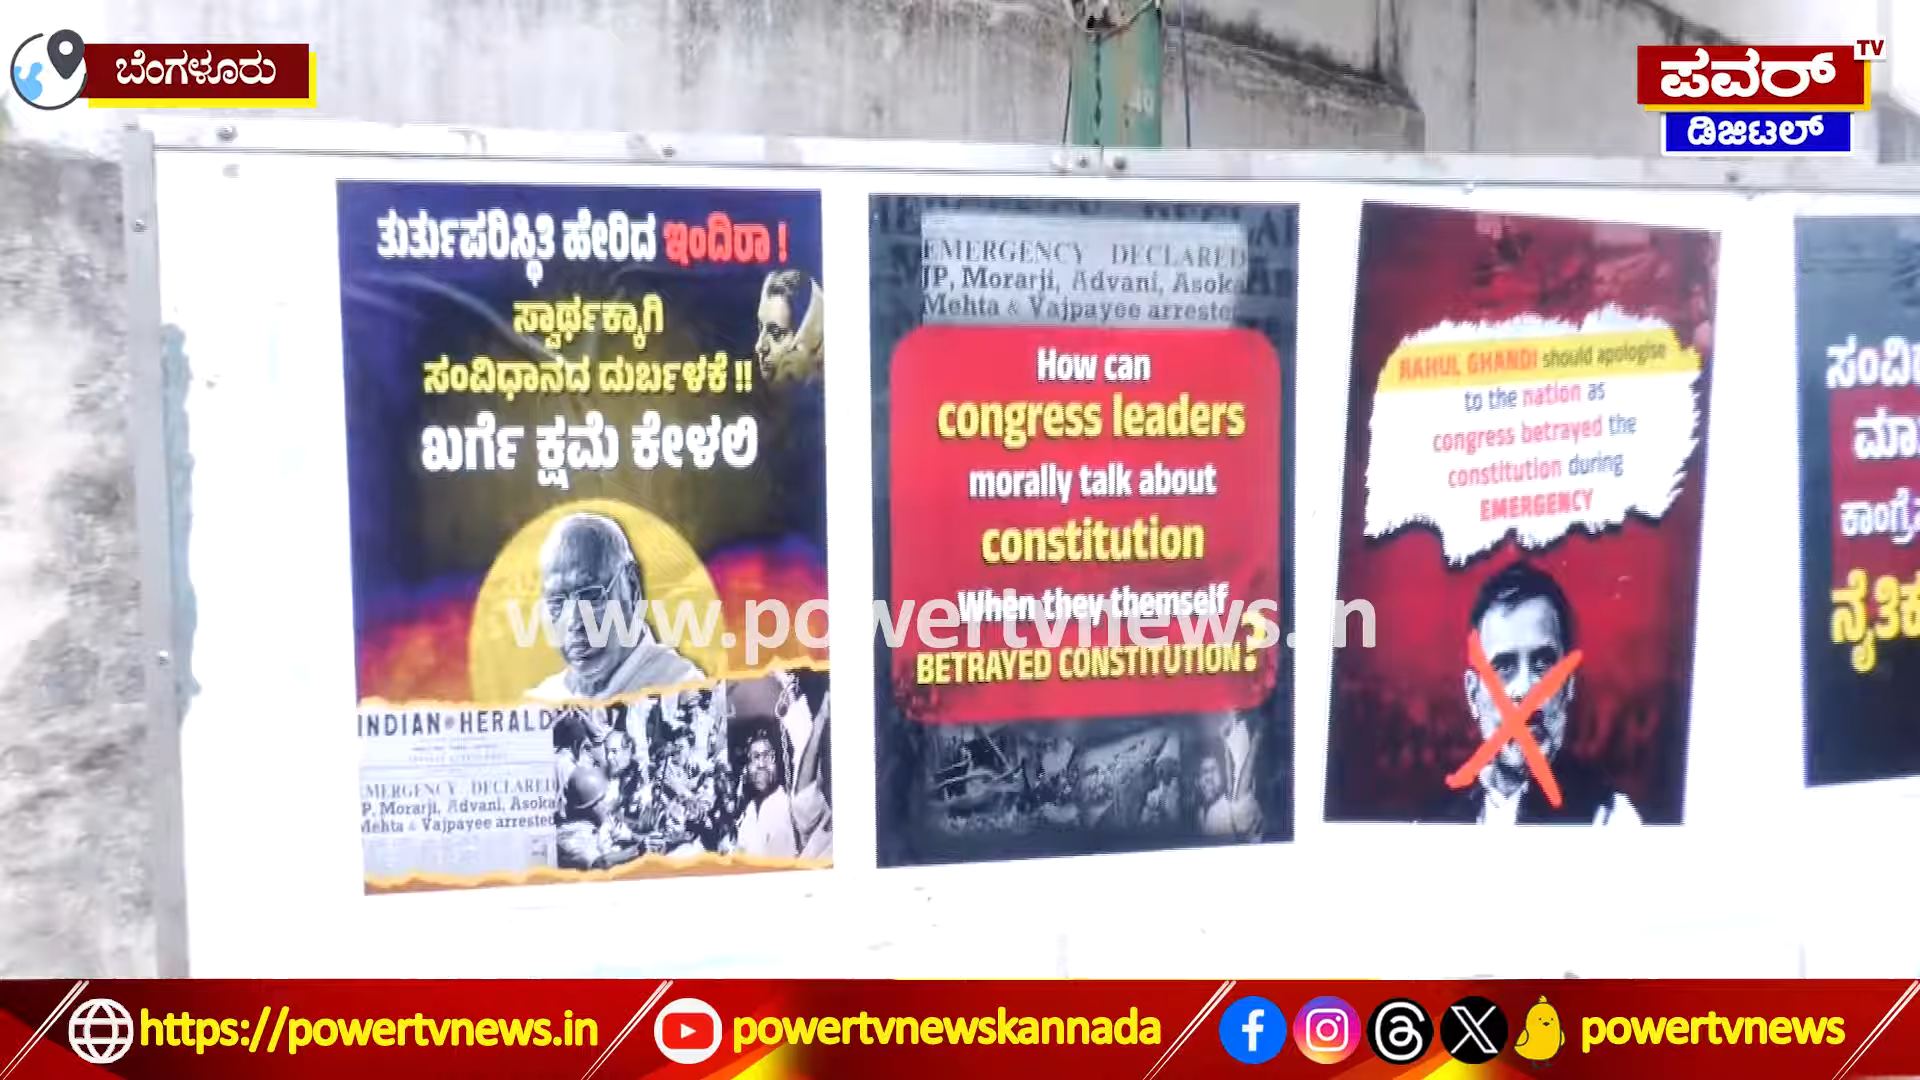 ಬೆಂಗಳೂರು
ಪವರ್ TV
ಡಿಜಿಟಲ್
ತುರ್ತುಪರಿಸ್ಥಿತಿ ಹೇರಿದ ಇಂದಿರಾ !
ಸ್ವಾರ್ಥಕ್ಕಾಗಿ
ಸಂವಿಧಾನದ ದುರ್ಬಳಕೆ !!
ಖರ್ಗೆ ಕ್ಷಮೆ ಕೇಳಲಿ
INDIAN HERALD
EMERGENCY DECLARED
JP, Morarji, Advani, Asoka
Mehta & Vajpayee arrested
EMERGENCY DECLARED
JP, Morarji, Advani, Asoka
Mehta & Vajpayee arrested
How can
congress leaders
morally talk about
constitution
When they themself
BETRAYED CONSTITUTION?
RAHUL GHANDI should apologise
to the nation as
congress betrayed the
constitution during
EMERGENCY
ಸಂವಿ
ಮಾ
ಕಾಂಗ್ರೆ
ನೈತಿಕ
www.powertvnews.in
https://powertvnews.in
powertvnewskannada
powertvnews